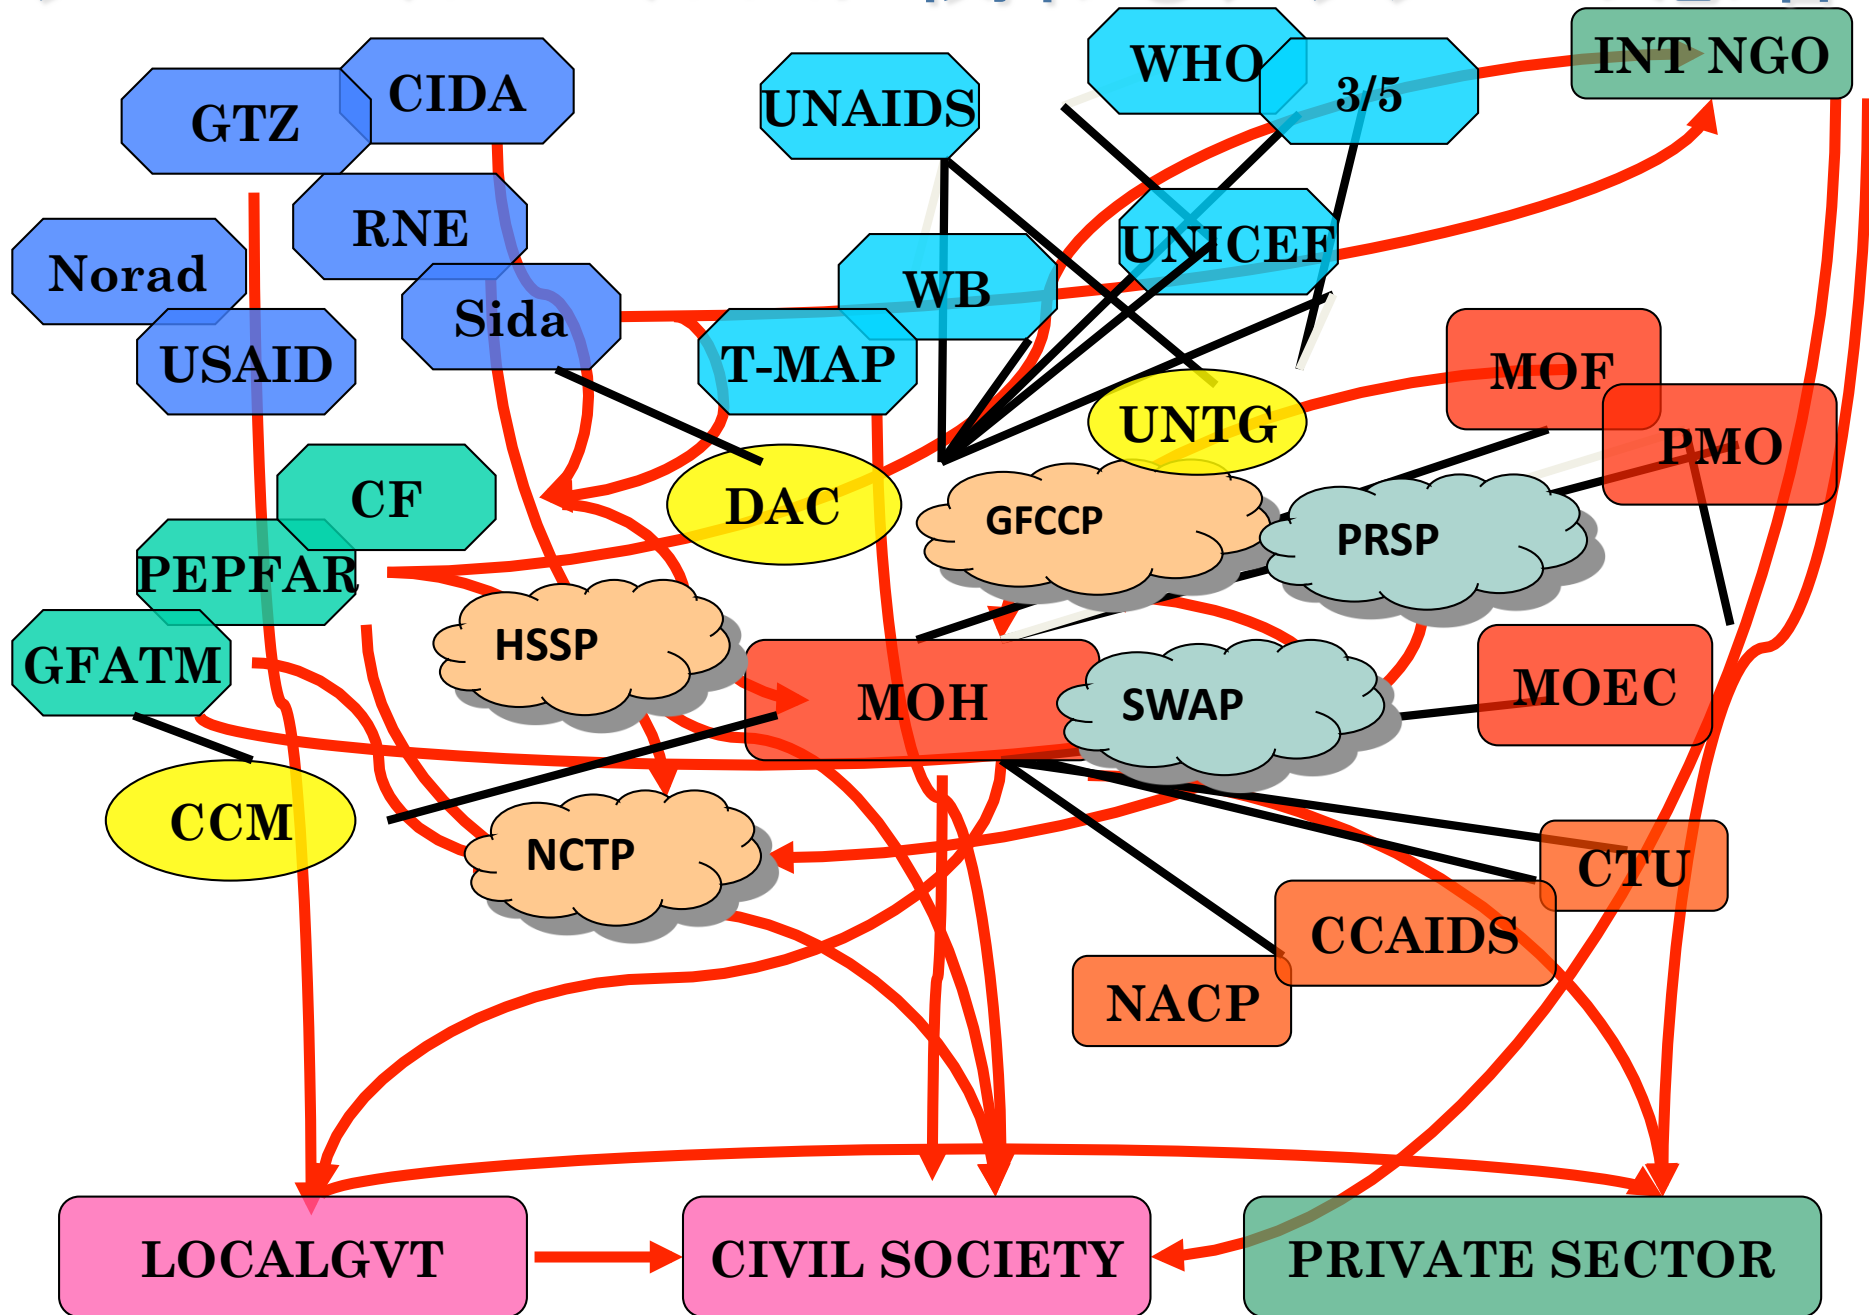 WHO
INT NGO
CIDA
3/5
UNAIDS
GTZ
RNE
UNICEF
Norad
WB
Sida
USAID
T-MAP
MOF
UNTG
PMO
CF
DAC
GFCCP
PRSP
PEPFAR
HSSP
GFATM
MOH
SWAP
MOEC
CCM
NCTP
CTU
CCAIDS
NACP
LOCALGVT
CIVIL SOCIETY
PRIVATE SECTOR